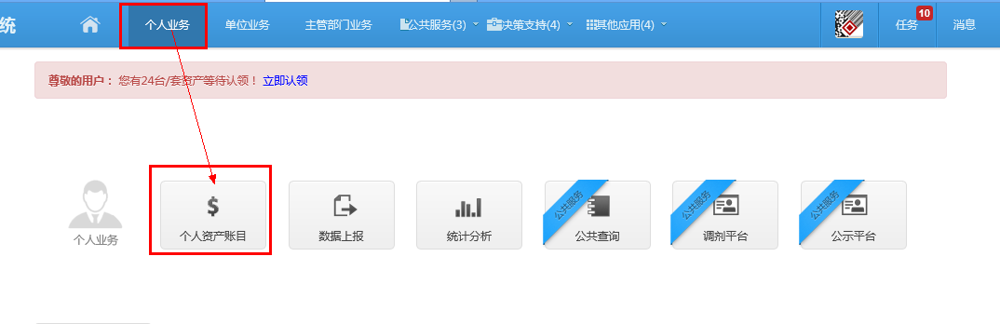 统
个人业务
单位业务
主管部门业务
公共服务(3)
决策支持(4)
其他应用(4)
任务
10
消息
尊敬的用户： 您有24台/套资产等待认领！ 立即认领
个人业务
个人资产账目
数据上报
统计分析
公共服务
公共查询
公共服务
调剂平台
公共服务
公示平台